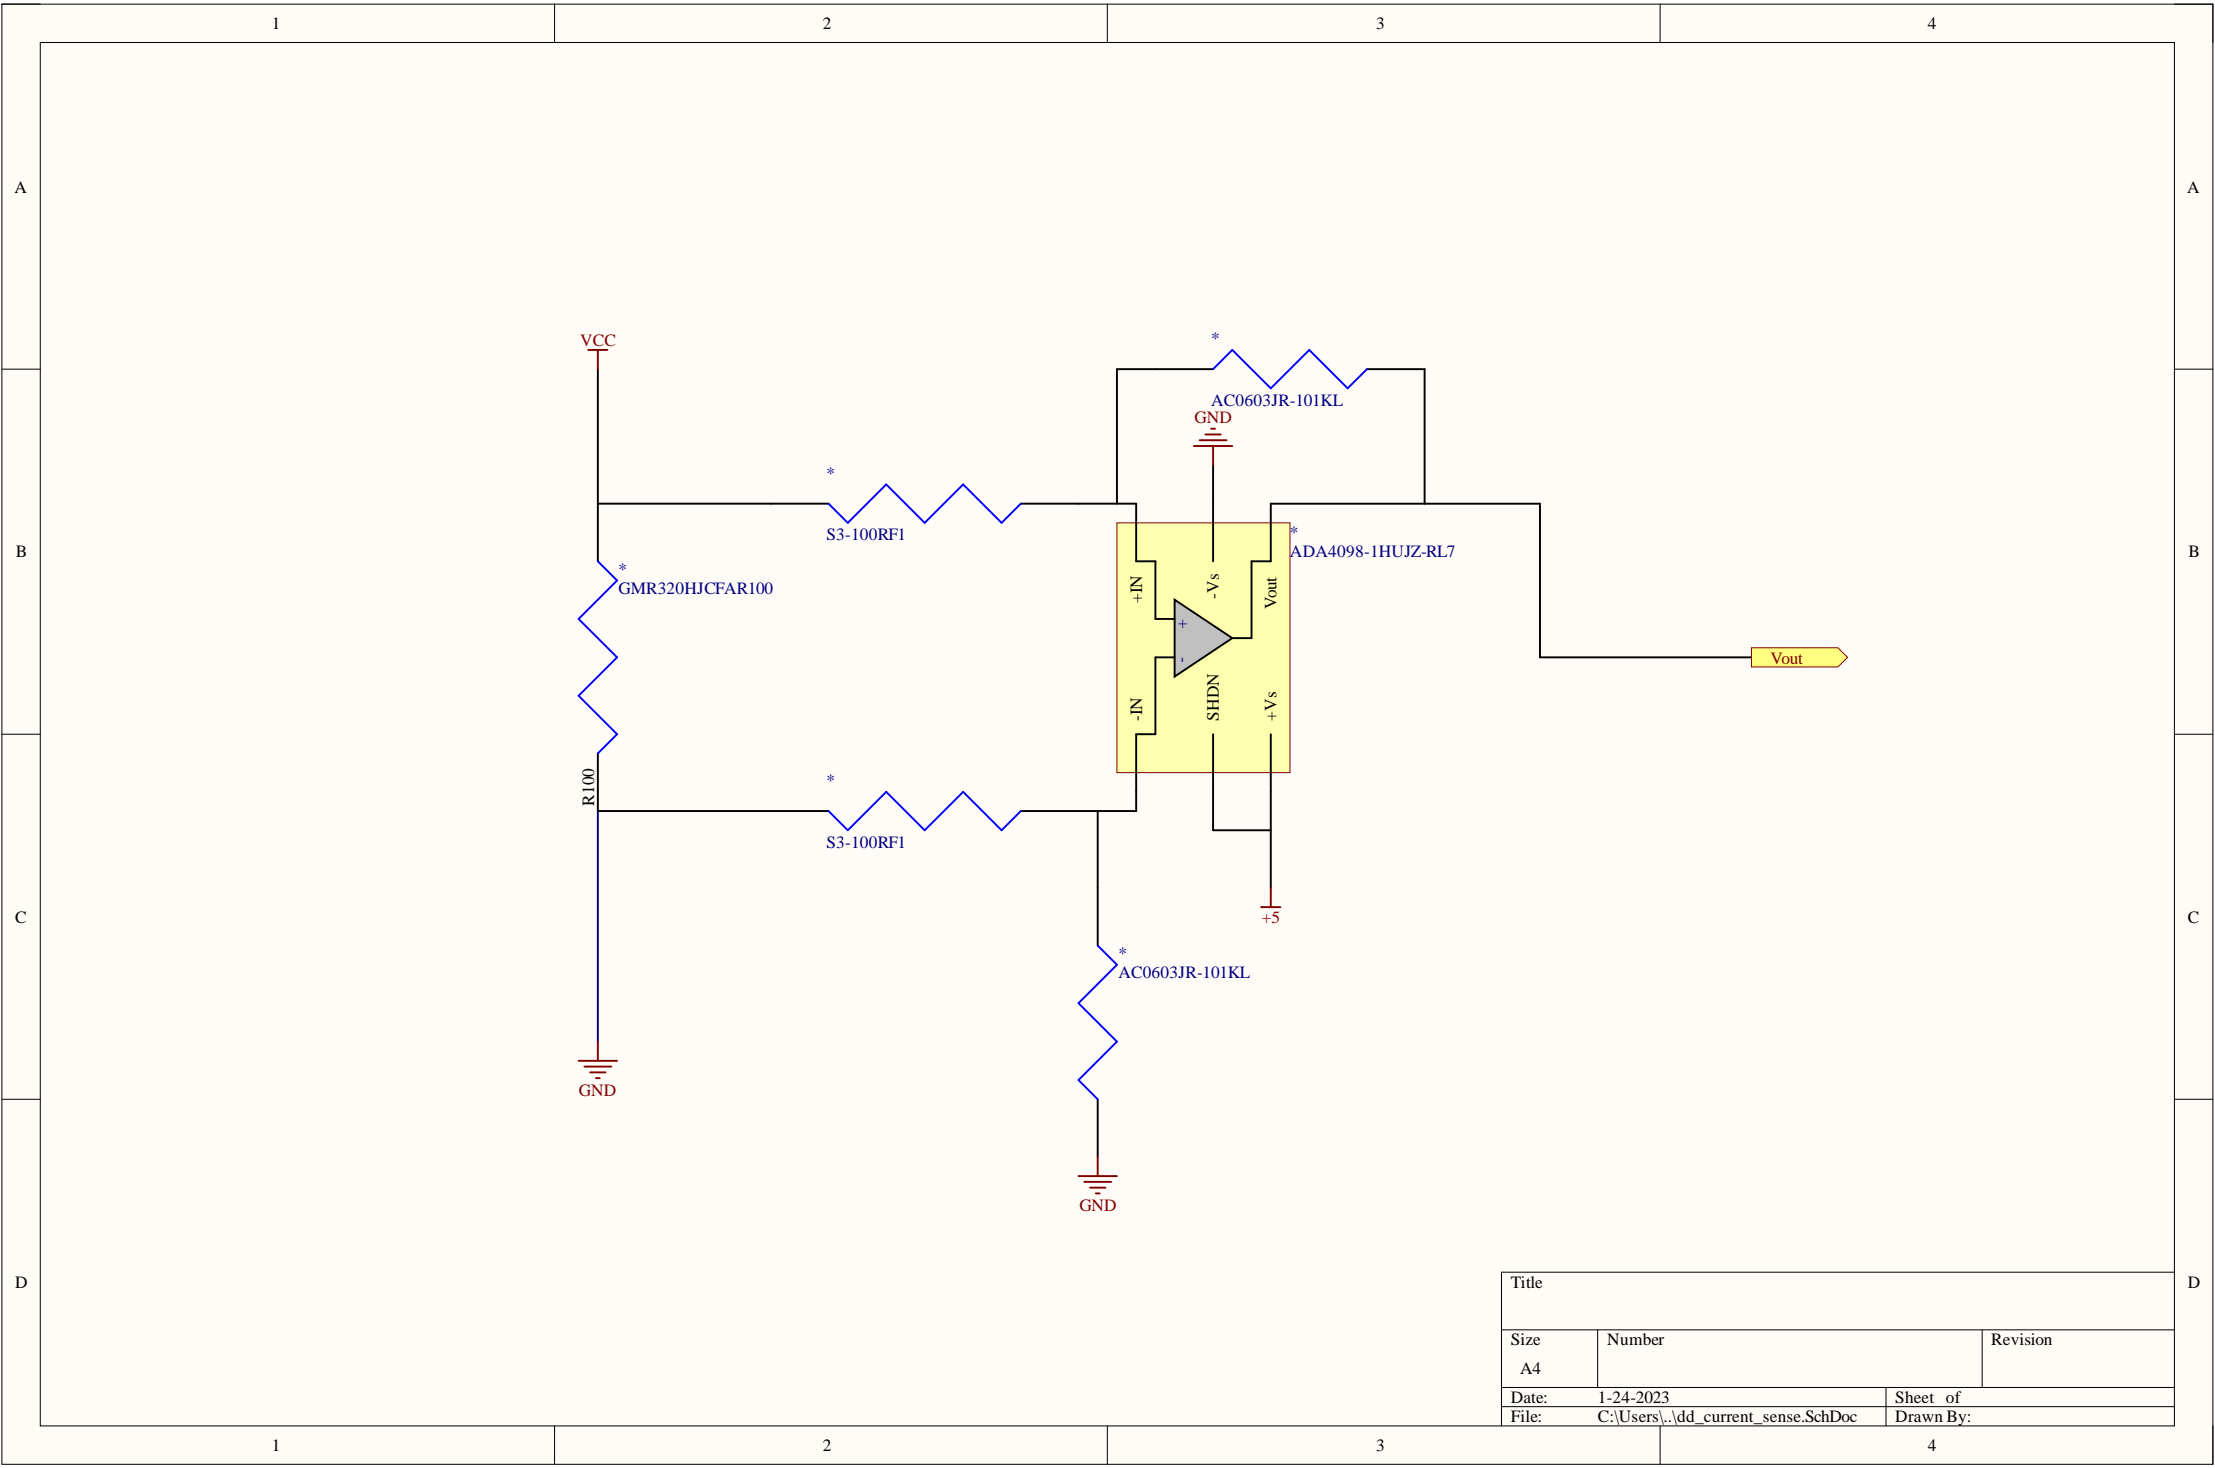 1 2 3 4
A A
VCC
*
AC0603JR-101KL
GND
*
S3-100RF1
B B
*
ADA4098-1HUJZ-RL7
*
GMR320HJCFAR100
+IN -Vs Vout
+
-
Vout
-IN SHDN +Vs
R100
*
S3-100RF1
C C
+5
*
AC0603JR-101KL
GND
GND
D D
Title
Size Number Revision
A4
Date: 1-24-2023 Sheet of
File: C:\Users\..\dd_current_sense.SchDoc Drawn By:
1 2 3 4